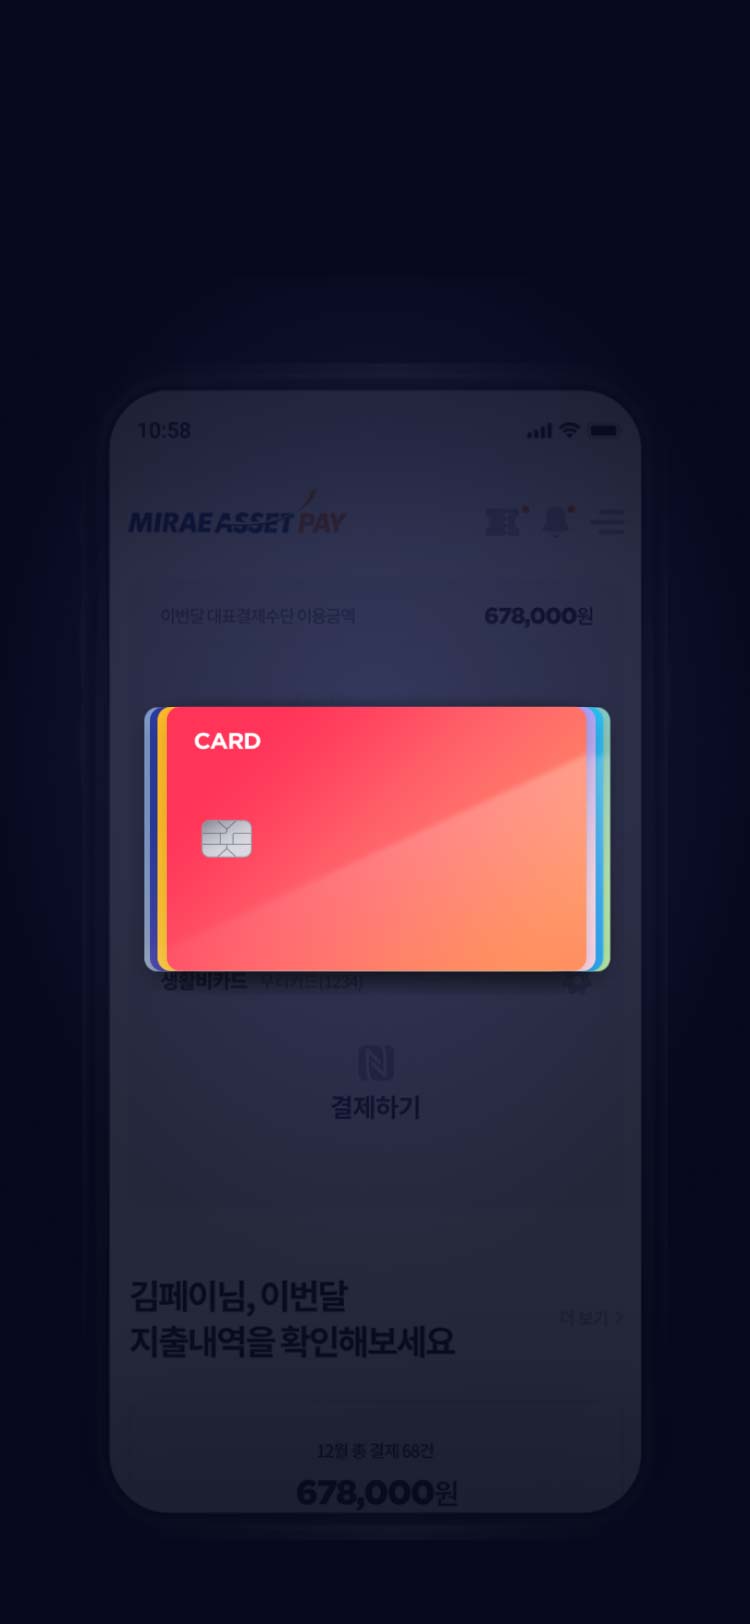 10:58
MIRAE ASSET PAY
이번달 대표결제수단 이용금액 678,000원
CARD
생활비카드 우리카드(1234)
결제하기
김페이님, 이번달
지출내역을 확인해보세요
더 보기
12월 총 결제 68건
678,000원